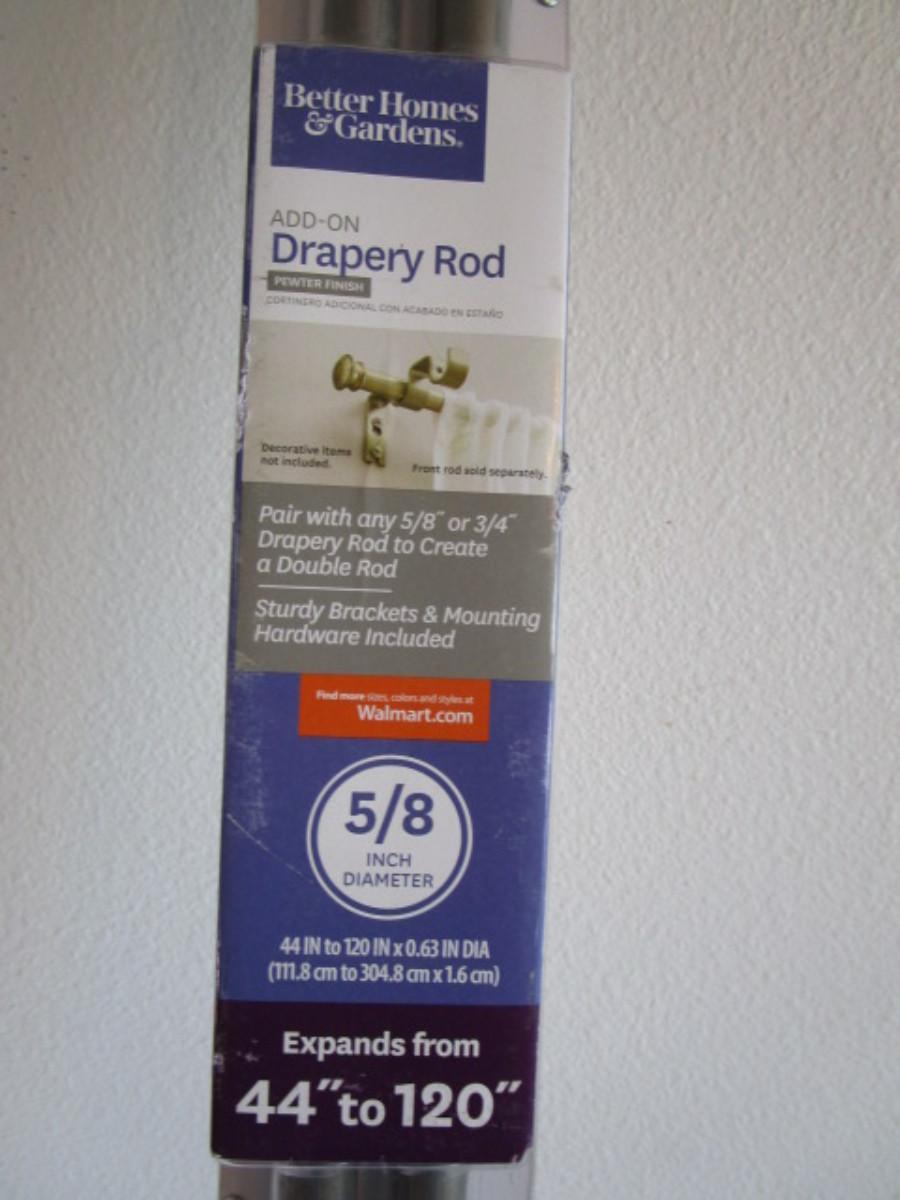 Better Homes
& Gardens®
ADD-ON
Drapery Rod
PEWTER FINISH
CORTINERO ADICIONAL CON ACABADO EN ESTAÑO
Decorative items
not included.
Front rod sold separately.
Pair with any 5/8" or 3/4"
Drapery Rod to Create
a Double Rod
Sturdy Brackets & Mounting
Hardware Included
Find more sizes, colors and styles at
Walmart.com
5/8
INCH
DIAMETER
44 IN to 120 IN x 0.63 IN DIA
(111.8 cm to 304.8 cm x 1.6 cm)
Expands from
44" to 120"